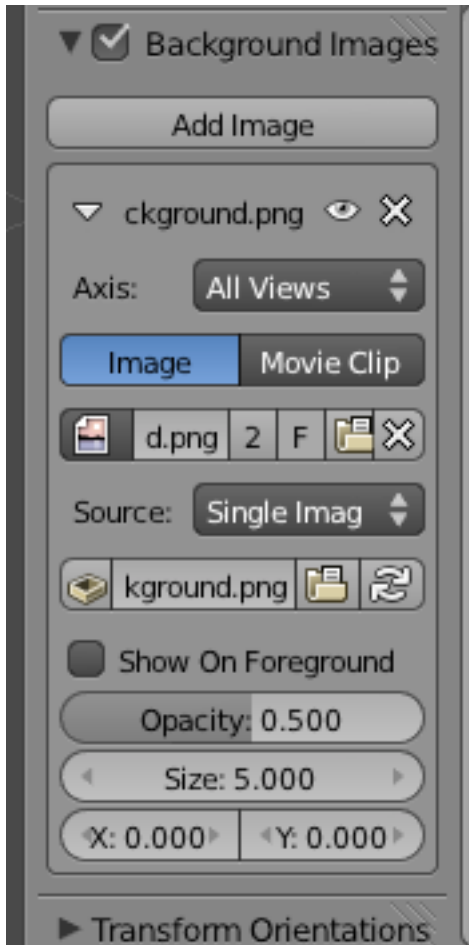 Background Images
Add Image
ckground.png
Axis: All Views
Image Movie Clip
d.png 2 F
Source: Single Imag
kground.png
Show On Foreground
Opacity: 0.500
Size: 5.000
X: 0.000 Y: 0.000
Transform Orientations